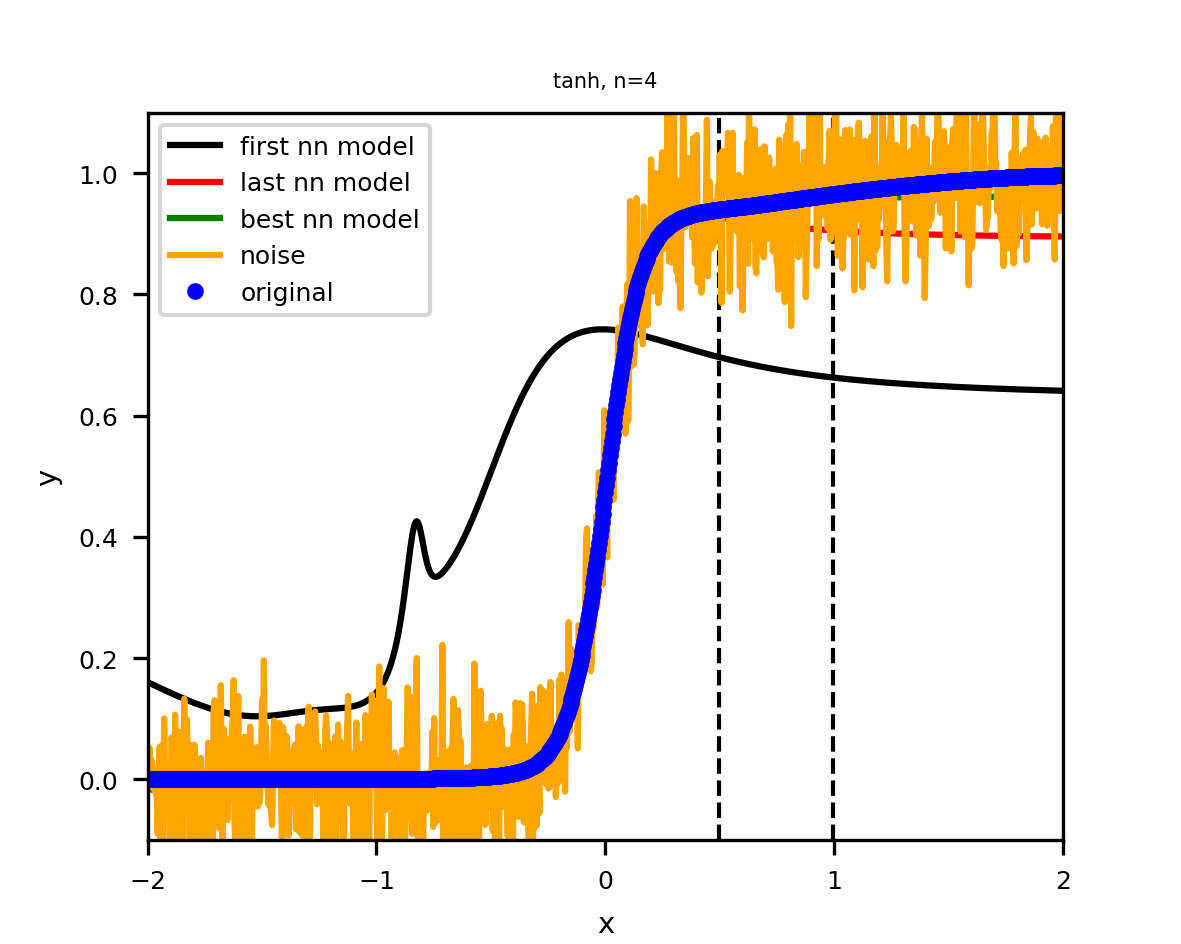 tanh, n=4
first nn model
last nn model
best nn model
noise
original
1.0
0.8
0.6
0.4
0.2
0.0
y
−2
−1
0
1
2
x